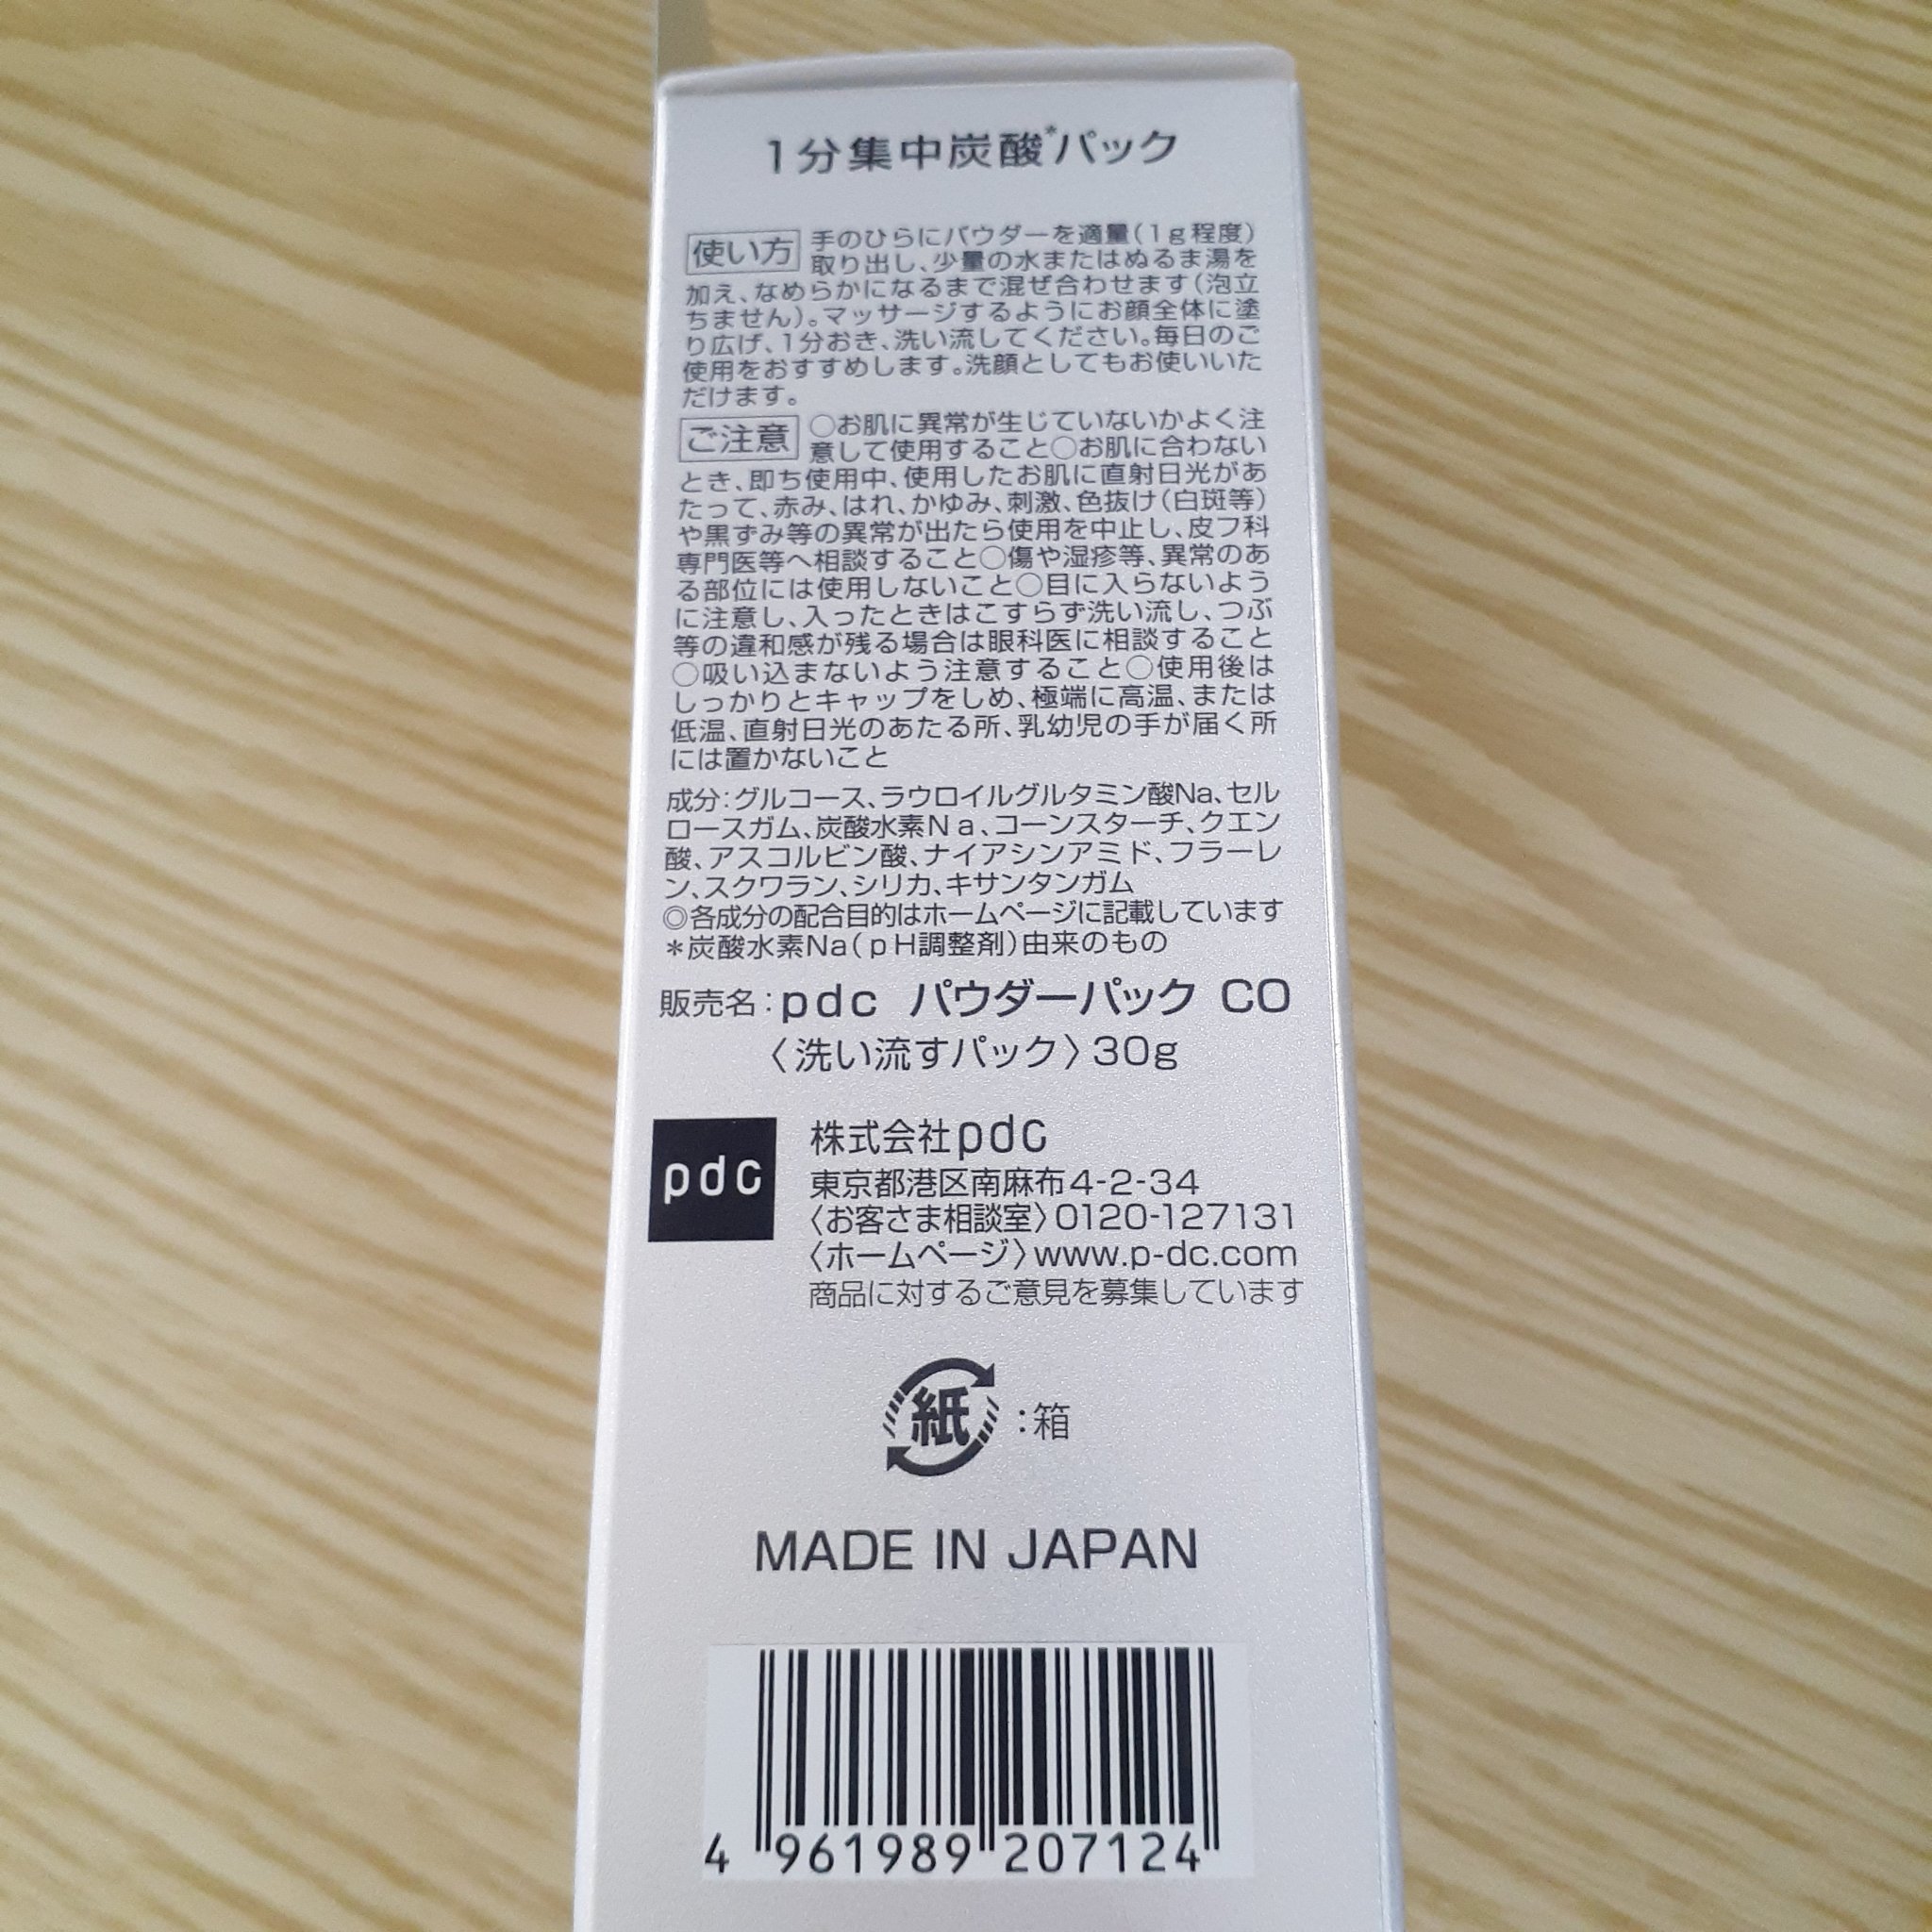 1分集中炭酸*パック
使い方 手のひらにパウダーを適量(1g程度)
取り出し、少量の水またはぬるま湯を
加え、なめらかになるまで混ぜ合わせます(泡立
ちません)。マッサージするようにお顔全体に塗
り広げ、1分おき、洗い流してください。毎日のご
使用をおすすめします。洗顔としてもお使いいた
だけます。
ご注意 ○お肌に異常が生じていないかよく注
意して使用すること○お肌に合わない
とき、即ち使用中、使用したお肌に直射日光があ
たって、赤み、はれ、かゆみ、刺激、色抜け(白斑等)
や黒ずみ等の異常が出たら使用を中止し、皮フ科
専門医等へ相談すること○傷や湿疹等、異常のあ
る部位には使用しないこと○目に入らないよう
に注意し、入ったときはこすらず洗い流し、つぶ
等の違和感が残る場合は眼科医に相談すること
○吸い込まないよう注意すること○使用後は
しっかりとキャップをしめ、極端に高温、または
低温、直射日光のあたる所、乳幼児の手が届く所
には置かないこと
成分:グルコース、ラウロイルグルタミン酸Na、セル
ロースガム、炭酸水素Na、コーンスターチ、クエン
酸、アスコルビン酸、ナイアシンアミド、フラーレ
ン、スクワラン、シリカ、キサンタンガム
◎各成分の配合目的はホームページに記載しています
*炭酸水素Na(pH調整剤)由来のもの
販売名:pdc パウダーパック CO
〈洗い流すパック〉30g
pdc
株式会社pdc
東京都港区南麻布4-2-34
〈お客さま相談室〉0120-127131
〈ホームページ〉www.p-dc.com
商品に対するご意見を募集しています
紙:箱
MADE IN JAPAN
4 961989 207124